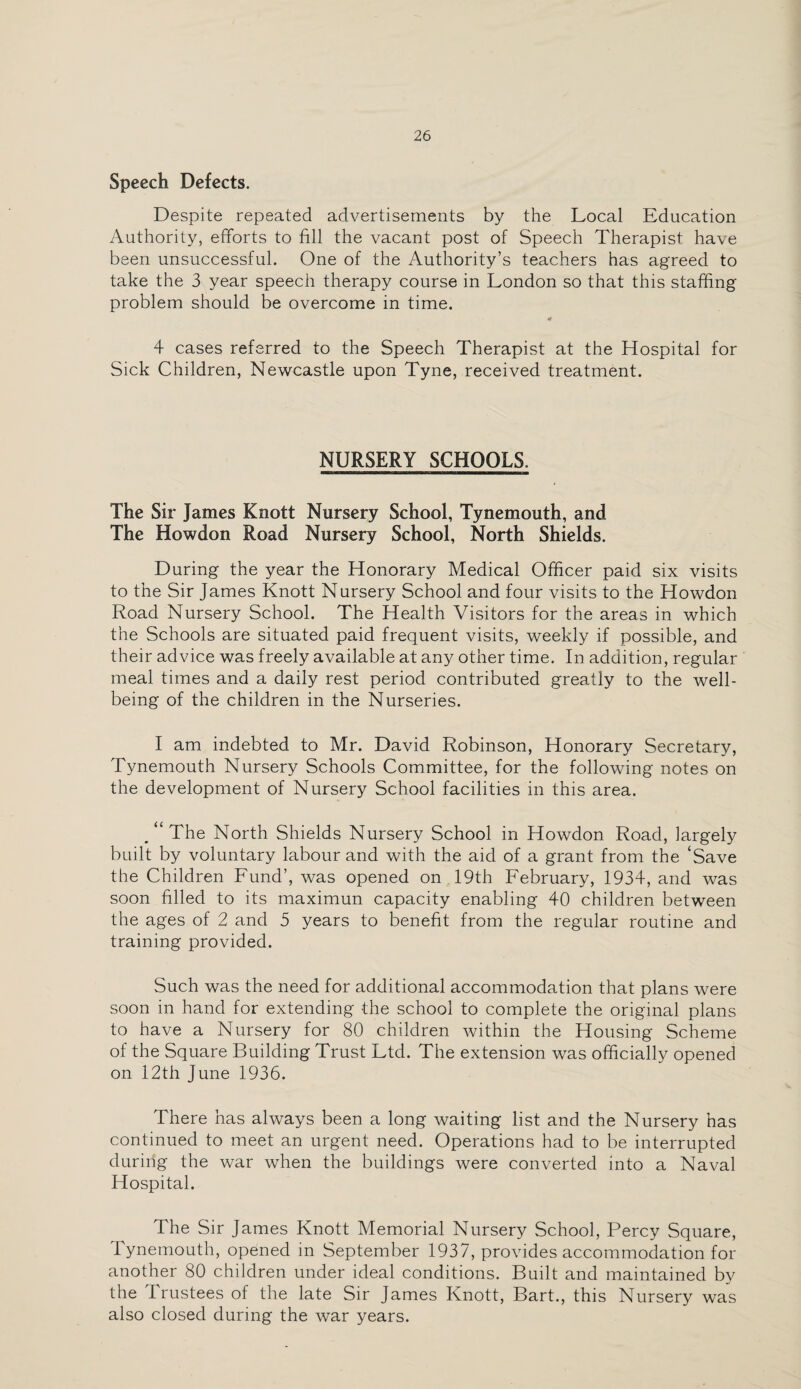 26
Speech Defects.
Despite repeated advertisements by the Local Education
Authority, efforts to fill the vacant post of Speech Therapist have
been unsuccessful. One of the Authority's teachers has agreed to
take the 3 year speech therapy course in London so that this staffing
problem should be overcome in time.
4 cases referred to the Speech Therapist at the Hospital for
Sick Children, Newcastle upon Tyne, received treatment.
NURSERY SCHOOLS.
The Sir James Knott Nursery School, Tynemouth, and
The Howdon Road Nursery School, North Shields.
During the year the Honorary Medical Officer paid six visits
to the Sir James Knott Nursery School and four visits to the Howdon
Road Nursery School. The Health Visitors for the areas in which
the Schools are situated paid frequent visits, weekly if possible, and
their advice was freely available at any other time. In addition, regular
meal times and a daily rest period contributed greatly to the well-
being of the children in the Nurseries.
I am indebted to Mr. David Robinson, Honorary Secretary,
Tynemouth Nursery Schools Committee, for the following notes on
the development of Nursery School facilities in this area.
“ The North Shields Nursery School in Howdon Road, largely
built by voluntary labour and with the aid of a grant from the ‘Save
the Children Fund’, was opened on 19th February, 1934, and was
soon filled to its maximun capacity enabling 40 children between
the ages of 2 and 5 years to benefit from the regular routine and
training provided.
Such was the need for additional accommodation that plans were
soon in hand for extending the school to complete the original plans
to have a Nursery for 80 children within the Housing Scheme
of the Square Building Trust Ltd. The extension was officially opened
on 12th June 1936.
There has always been a long waiting list and the Nursery has
continued to meet an urgent need. Operations had to be interrupted
during the war when the buildings were converted into a Naval
Hospital.
The Sir James Knott Memorial Nursery School, Percy Square,
Tynemouth, opened in September 1937, provides accommodation for
another 80 children under ideal conditions. Built and maintained by
the Trustees of the late Sir James Knott, Bart., this Nursery was
also closed during the war years.